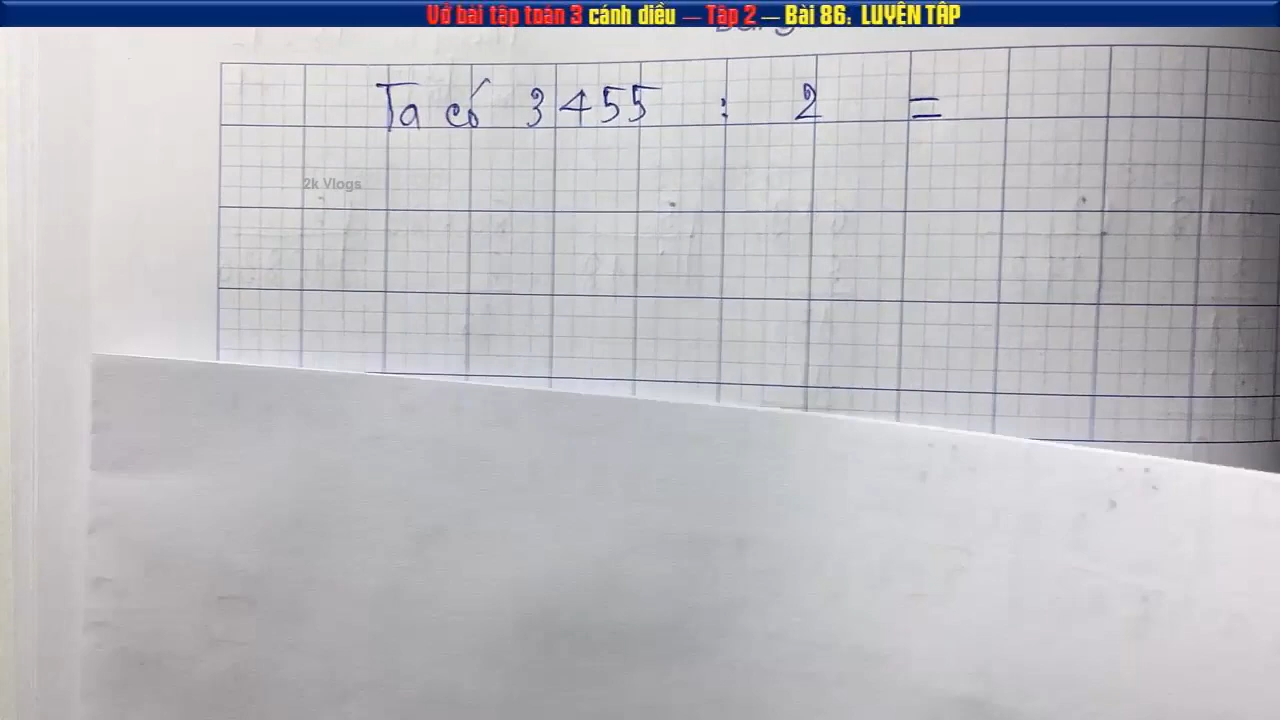 Vở bài tập toán 3 cánh diều – Tập 2 – Bài 86: LUYỆN TẬP
Ta có 3455 : 2 =
2k Vlogs